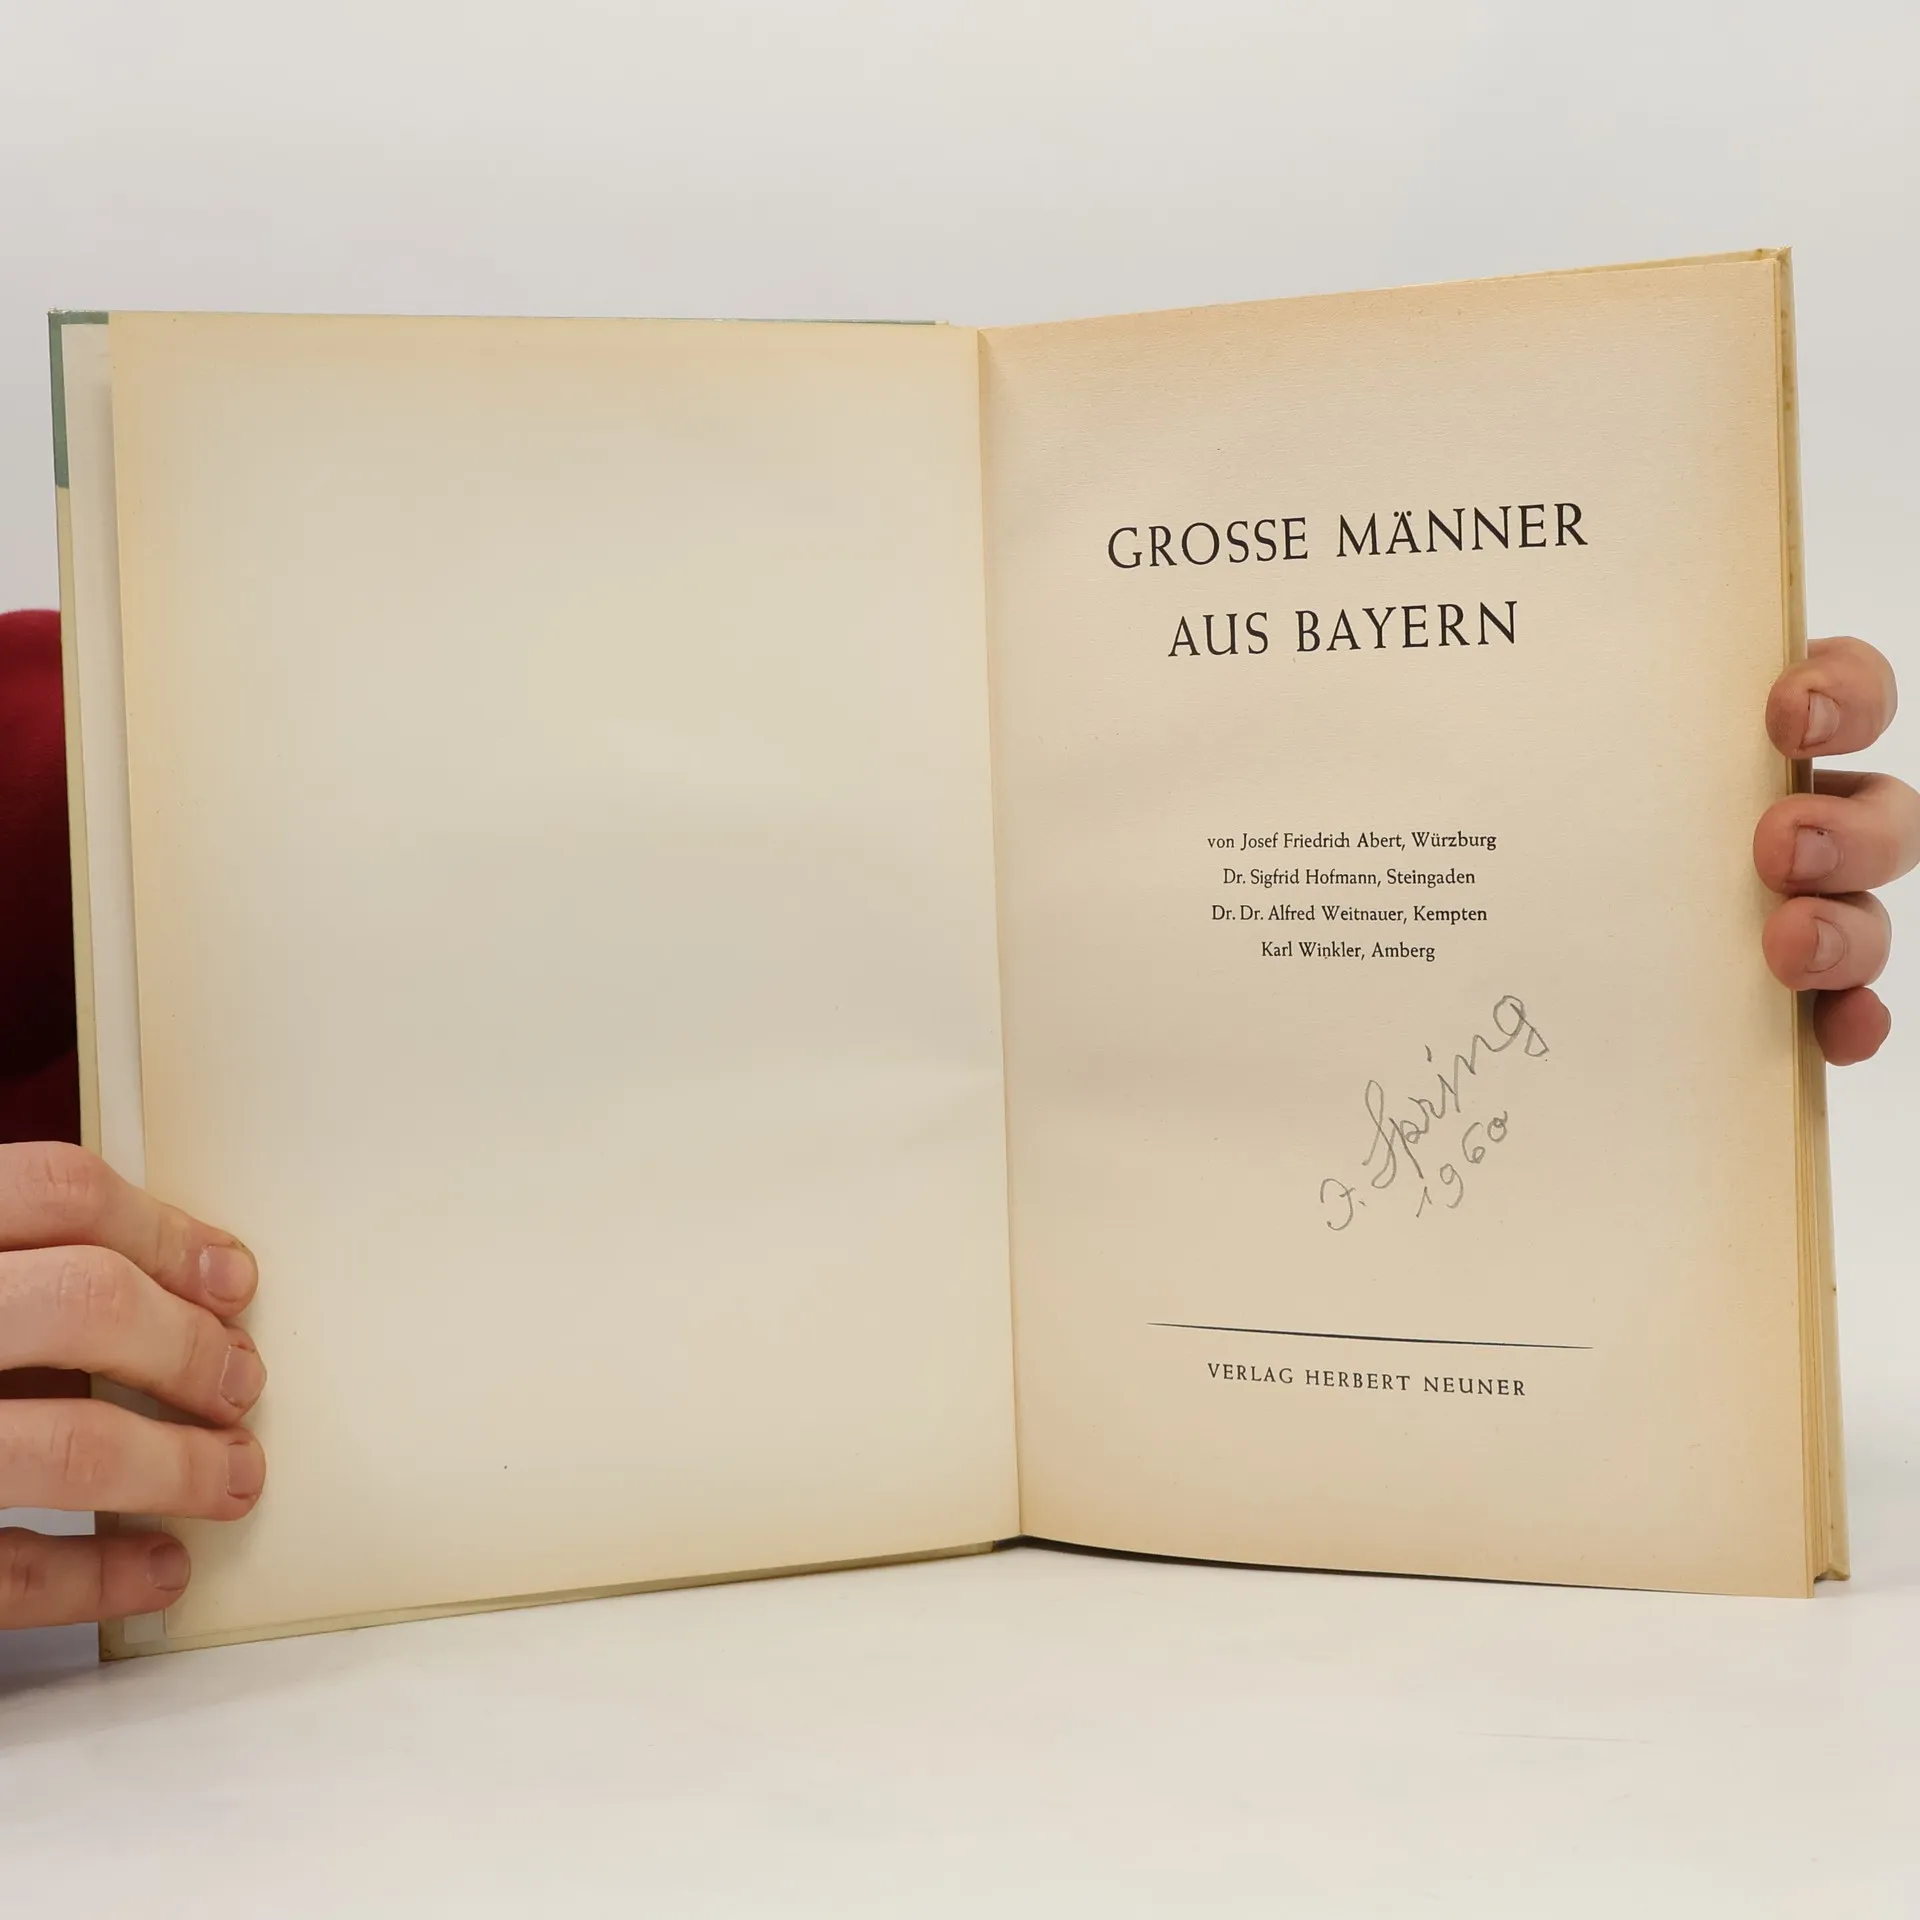 GROSSE MÄNNER
AUS BAYERN
von Josef Friedrich Abert, Würzburg
Dr. Sigfrid Hofmann, Steingaden
Dr. Dr. Alfred Weitnauer, Kempten
Karl Winkler, Amberg
J. Spring
1960
VERLAG HERBERT NEUNER